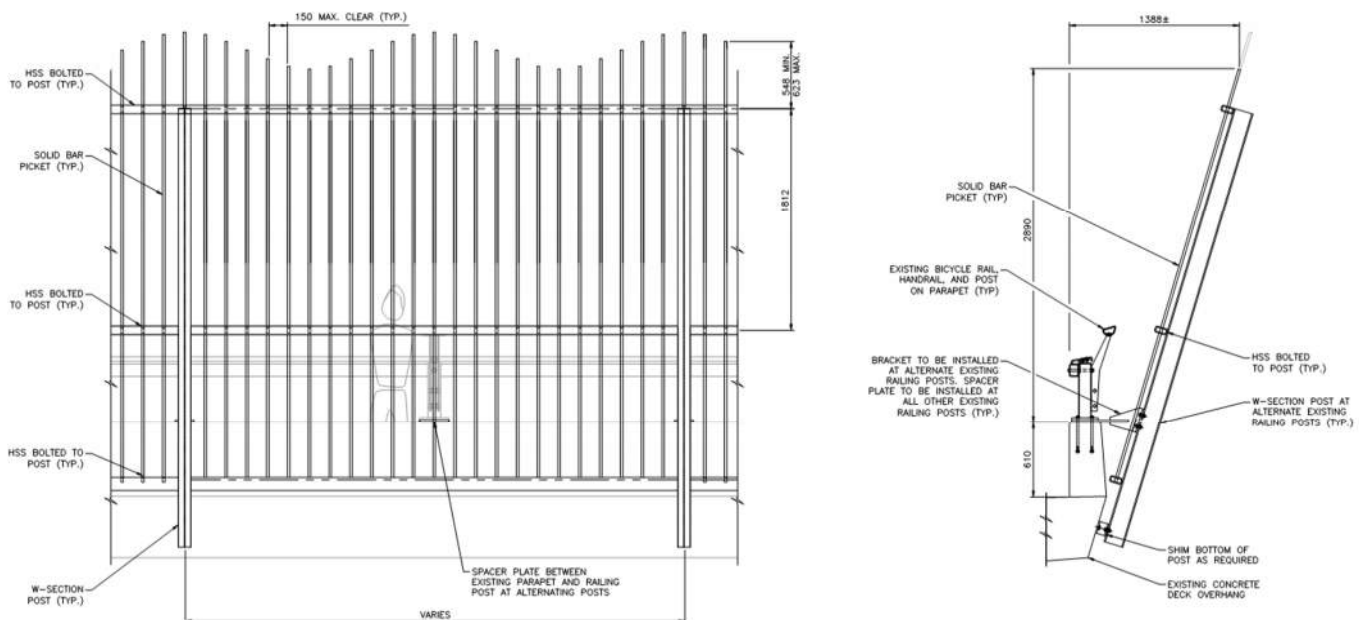 150 MAX. CLEAR (TYP.)
HSS BOLTED
TO POST (TYP.)
548 MIN.
623 MAX.
SOLID BAR
PICKET (TYP.)
1812
HSS BOLTED
TO POST (TYP.)
HSS BOLTED TO
POST (TYP.)
W-SECTION
POST (TYP.)
SPACER PLATE BETWEEN
EXISTING PARAPET AND RAILING
POST AT ALTERNATING POSTS
VARIES
1388±
SOLID BAR
PICKET (TYP)
2890
EXISTING BICYCLE RAIL,
HANDRAIL, AND POST
ON PARAPET (TYP)
BRACKET TO BE INSTALLED
AT ALTERNATE EXISTING
RAILING POSTS. SPACER
PLATE TO BE INSTALLED AT
ALL OTHER EXISTING
RAILING POSTS (TYP.)
HSS BOLTED
TO POST (TYP.)
W-SECTION POST AT
ALTERNATE EXISTING
RAILING POSTS (TYP.)
610
SHIM BOTTOM OF
POST AS REQUIRED
EXISTING CONCRETE
DECK OVERHANG